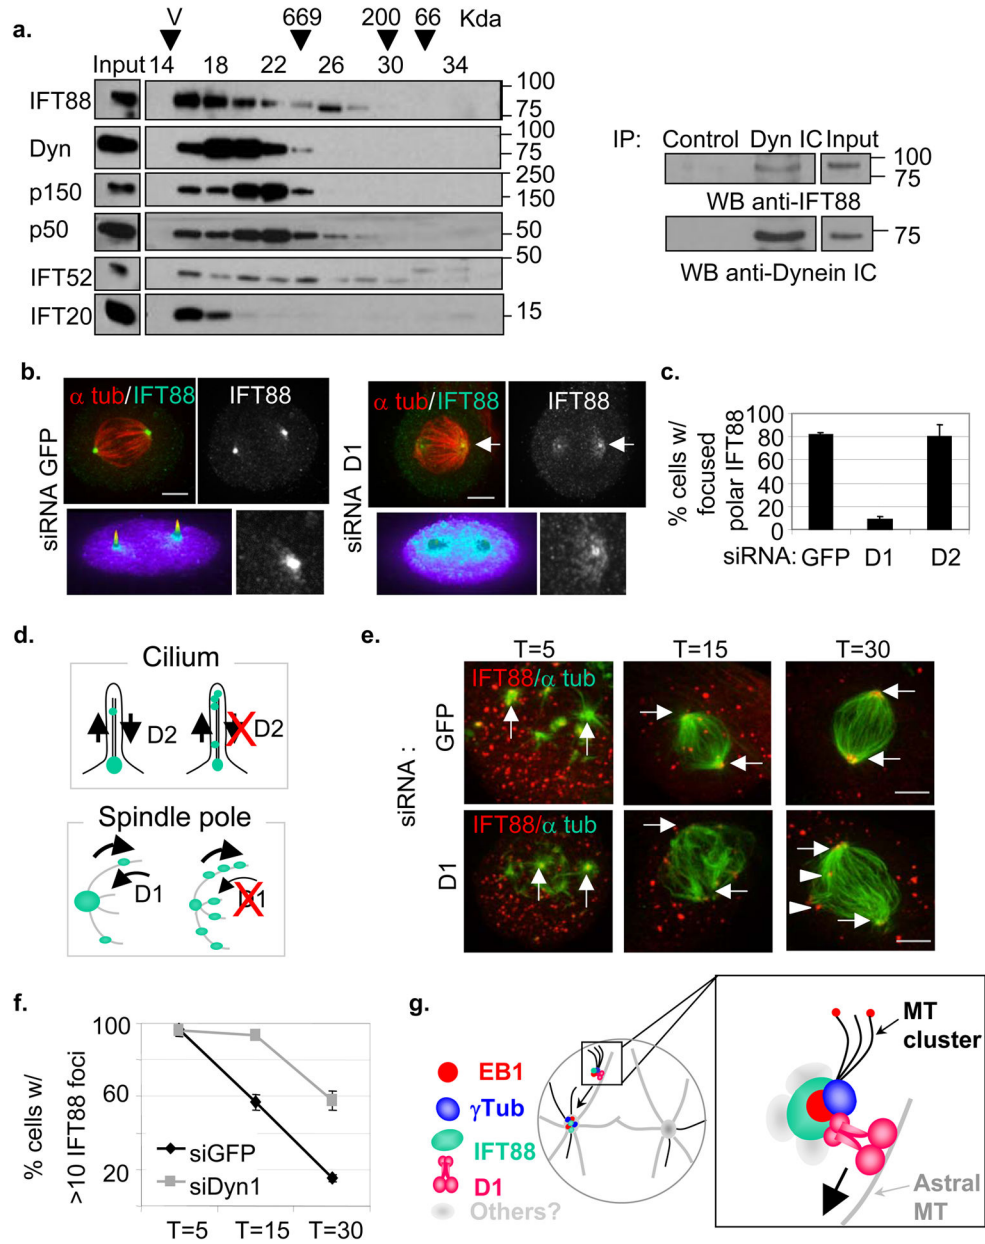 a.
V 669 200 66 Kda
Input 14 18 22 26 30 34
IFT88
100
75
Dyn
100
75
p150
250
150
p50
50
IFT52
50
IFT20
15
IP: Control Dyn IC Input
100
75
WB anti-IFT88
75
WB anti-Dynein IC
b.
siRNA GFP
α tub/IFT88
IFT88
siRNA D1
α tub/IFT88
IFT88
c.
% cells w/
focused
polar IFT88
100
80
60
40
20
0
siRNA: GFP D1 D2
d.
Cilium
D2
D2
Spindle pole
D1
D1
e.
T=5 T=15 T=30
siRNA :
GFP
IFT88/α tub
D1
IFT88/α tub
f.
% cells w/
>10 IFT88 foci
100
60
20
siGFP
siDyn1
T=5 T=15 T=30
g.
EB1
γTub
IFT88
D1
Others?
MT
cluster
Astral
MT